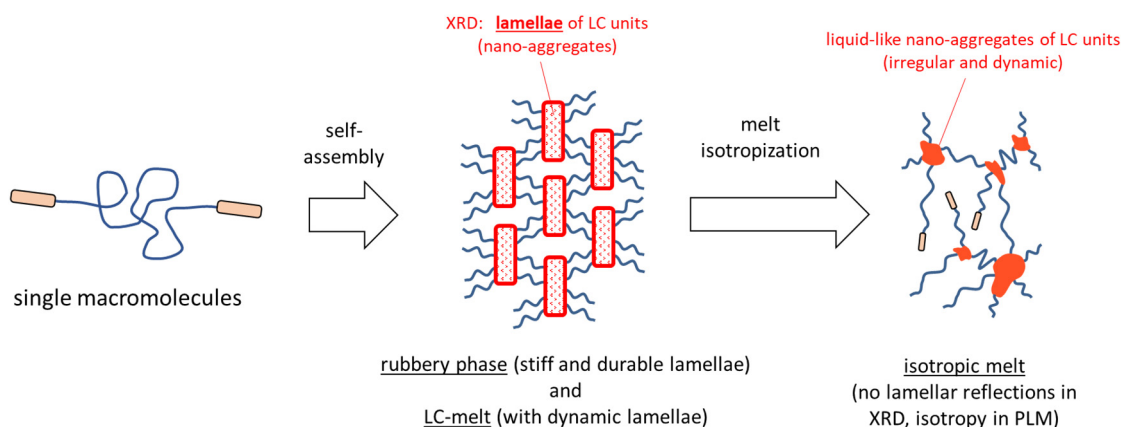 XRD: lamellae of LC units
(nano-aggregates)
liquid-like nano-aggregates of LC units
(irregular and dynamic)
self-
assembly
melt
isotropization
single macromolecules
rubbery phase (stiff and durable lamellae)
and
LC-melt (with dynamic lamellae)
isotropic melt
(no lamellar reflections in
XRD, isotropy in PLM)